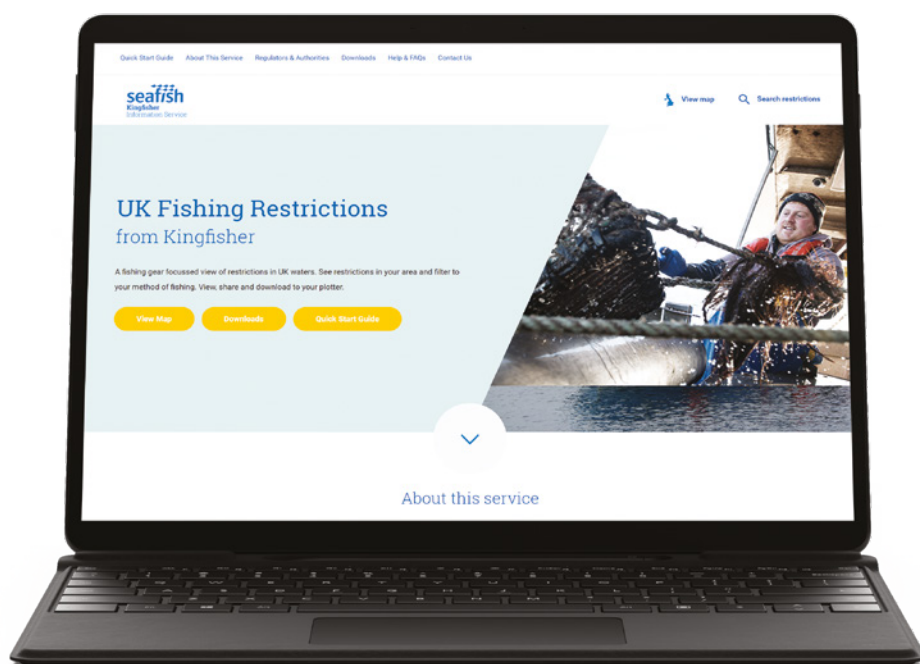 Quick Start Guide About This Service Regulators & Authorities Downloads Help & FAQs Contact Us
seafish
Kingfisher
Information Service
View map Search restrictions
UK Fishing Restrictions
from Kingfisher
A fishing gear focussed view of restrictions in UK waters. See restrictions in your area and filter to
your method of fishing. View, share and download to your plotter.
View Map Downloads Quick Start Guide
About this service